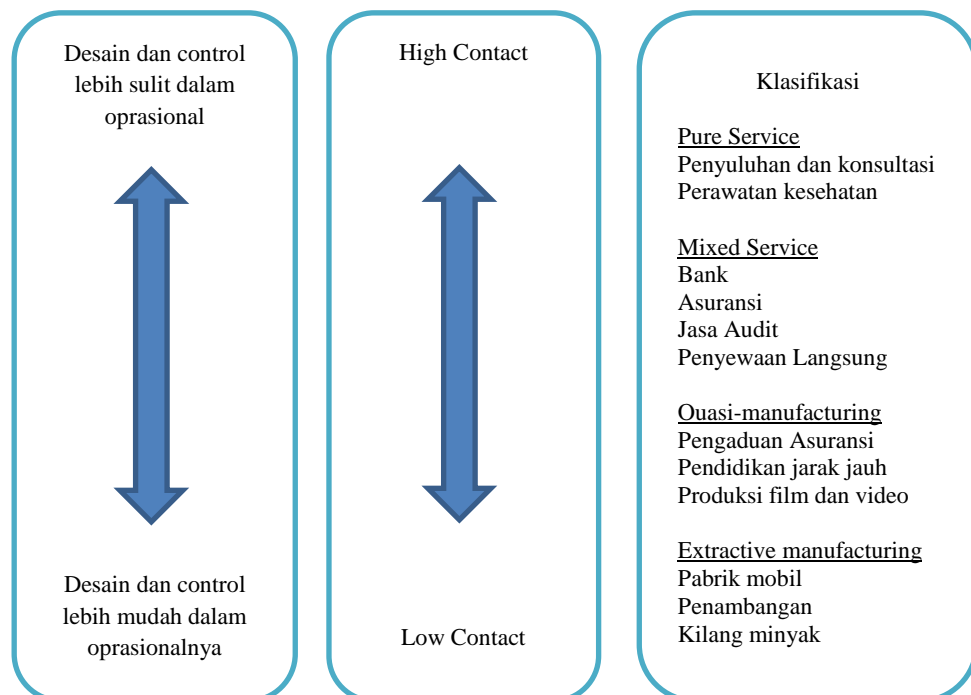 Desain dan control
lebih sulit dalam
oprasional
Desain dan control
lebih mudah dalam
oprasionalnya
High Contact
Low Contact
Klasifikasi
Pure Service
Penyuluhan dan konsultasi
Perawatan kesehatan
Mixed Service
Bank
Asuransi
Jasa Audit
Penyewaan Langsung
Ouasi-manufacturing
Pengaduan Asuransi
Pendidikan jarak jauh
Produksi film dan video
Extractive manufacturing
Pabrik mobil
Penambangan
Kilang minyak